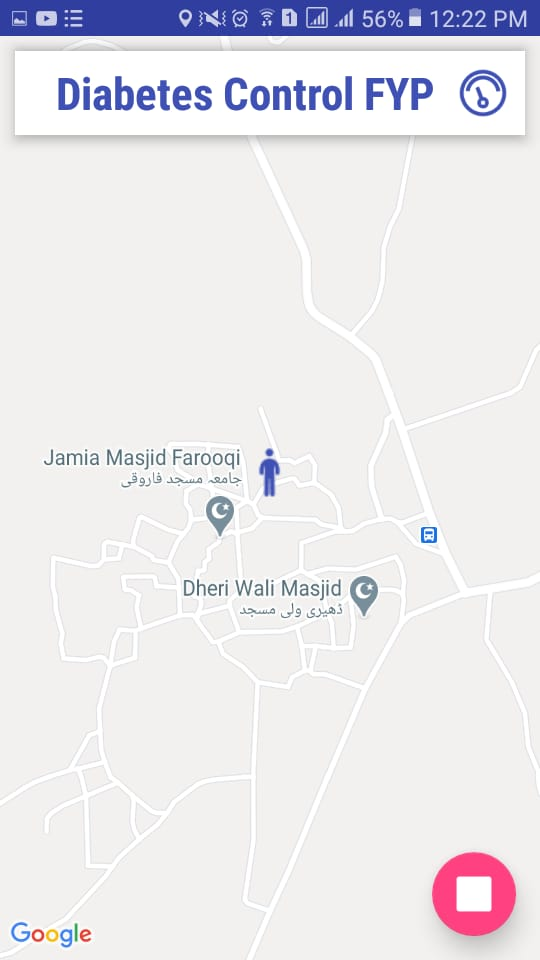 1
56%
12:22 PM
Diabetes Control FYP
Jamia Masjid Farooqi
جامعہ مسجد فاروقی
Dheri Wali Masjid
ڈھیری ولی مسجد
Google